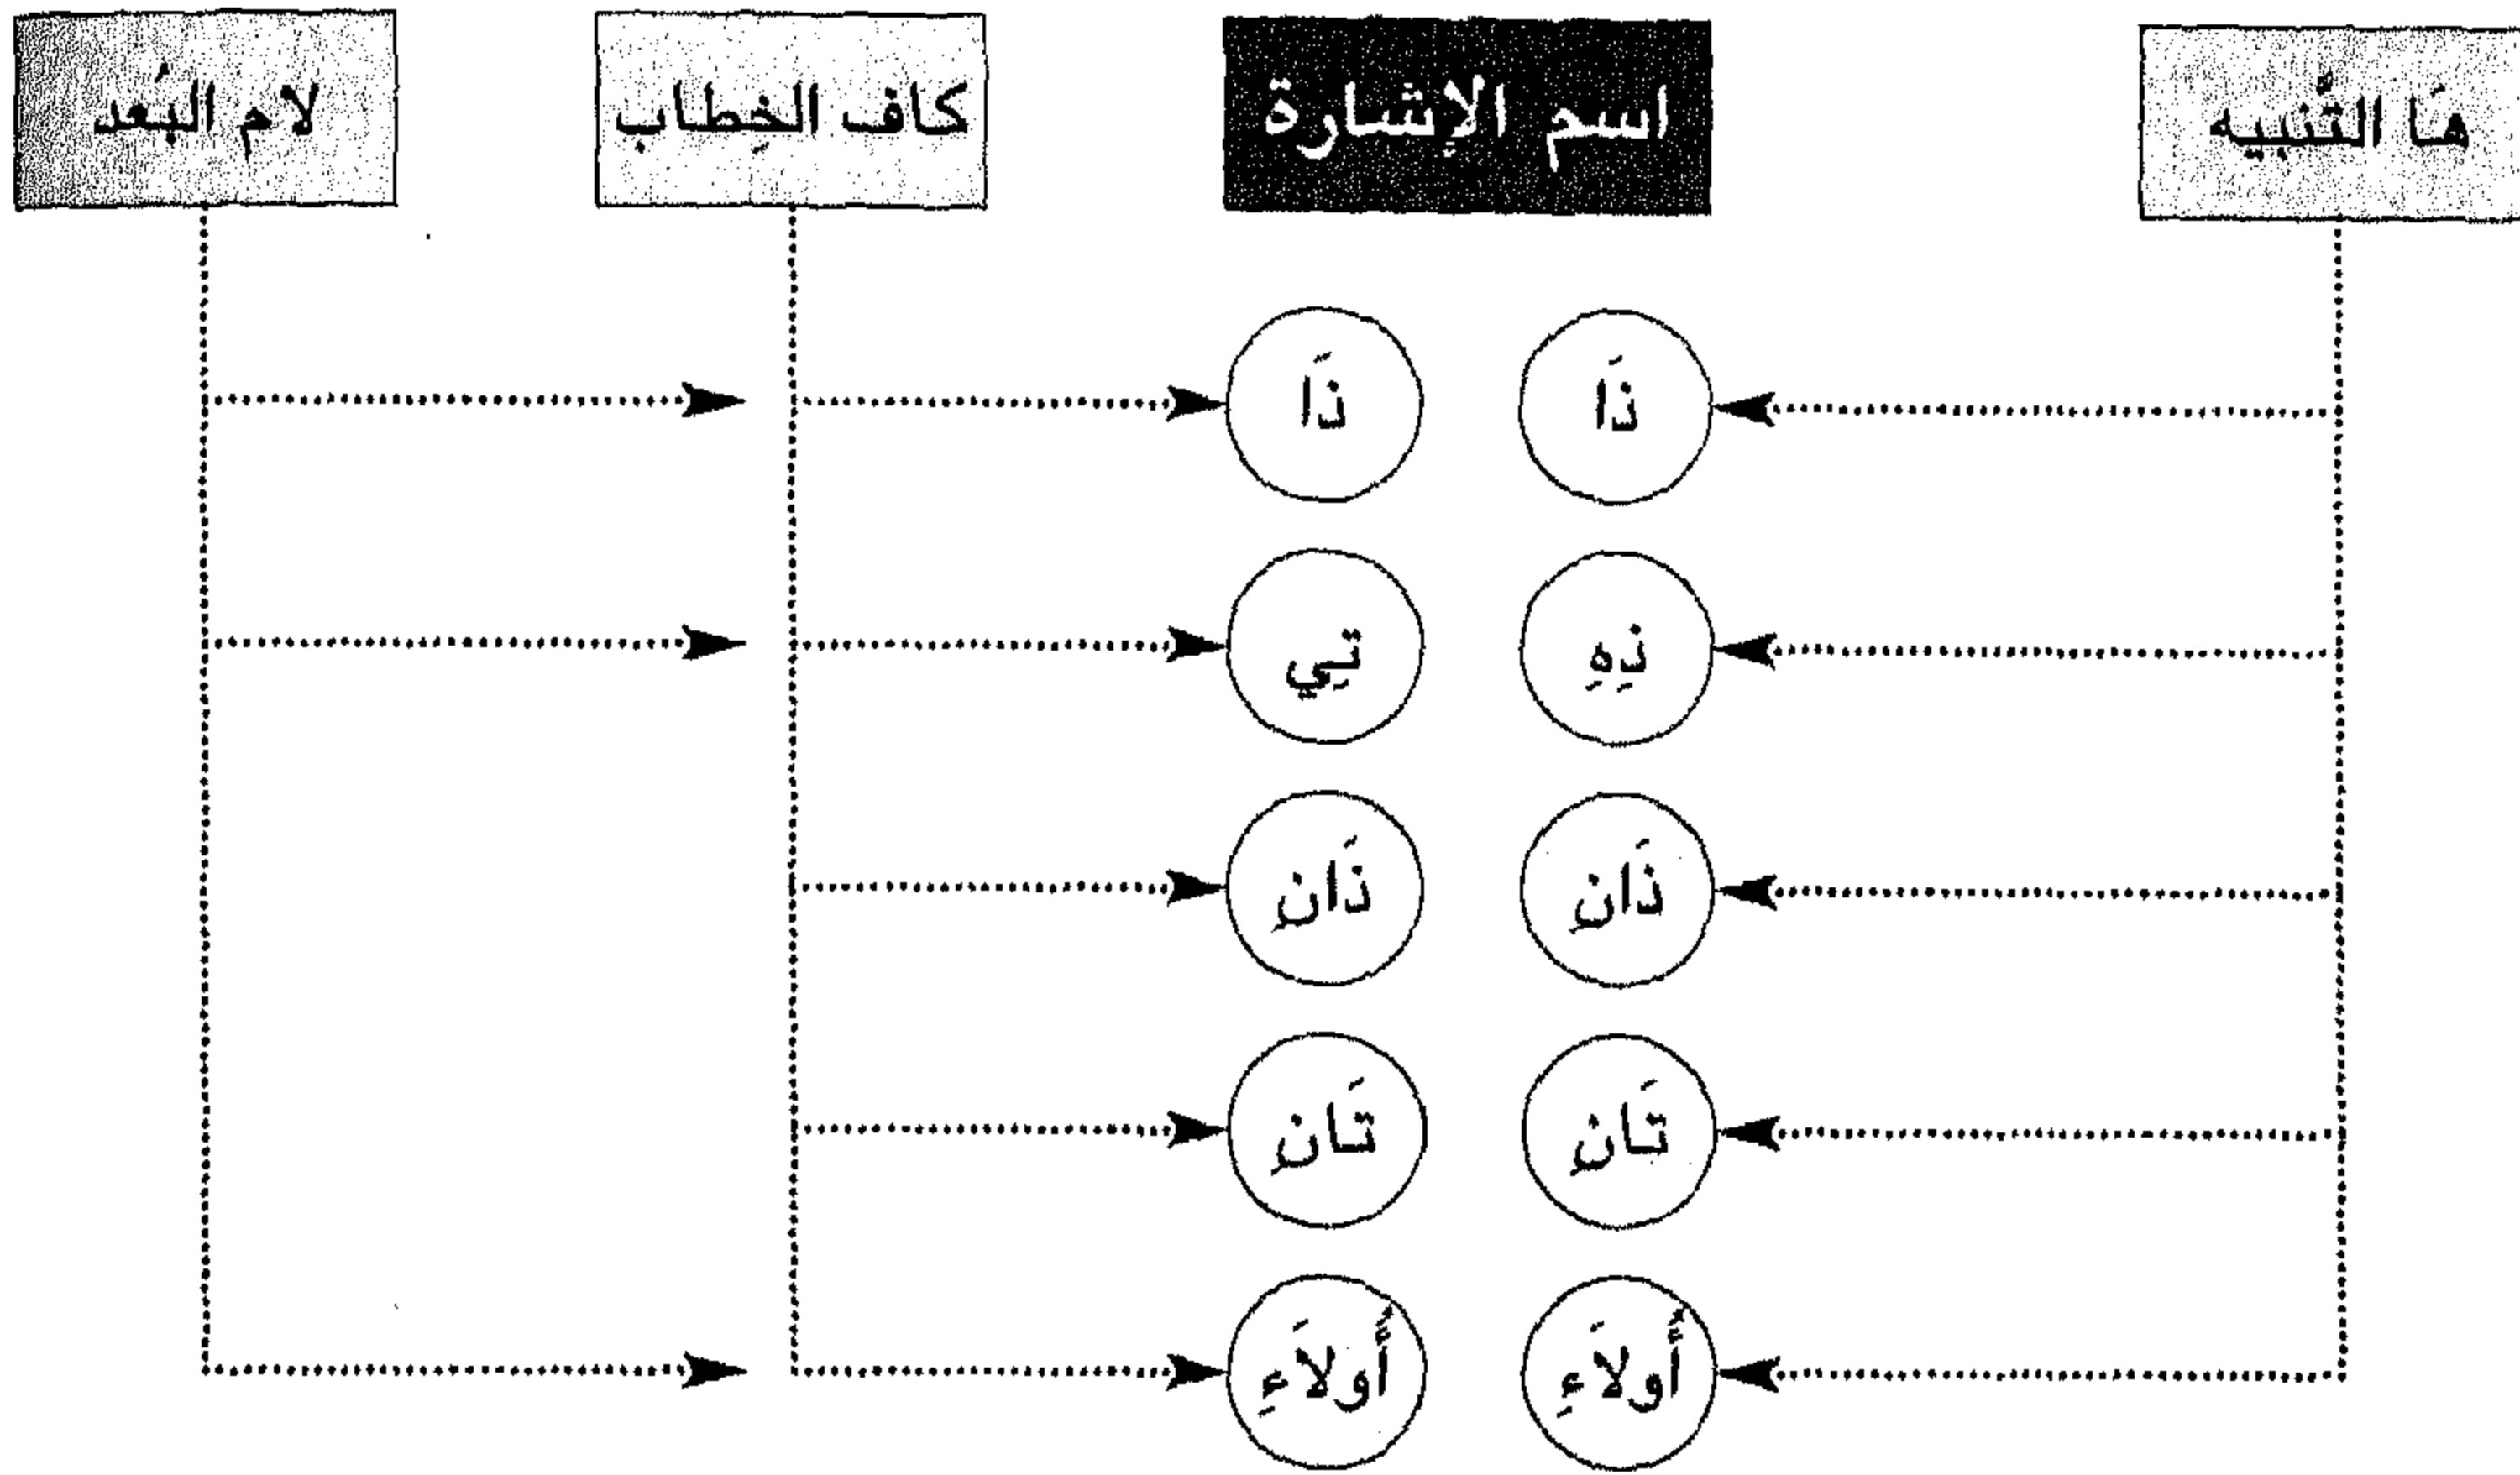 هَا التَّنبيه
اسم الإشارة
كاف الخِطاب
لام البُعد
ذَا
ذَا
ذِهِ
تِي
ذَانِ
ذَانِ
تَانِ
تَانِ
أُولاَءِ
أُولاَءِ